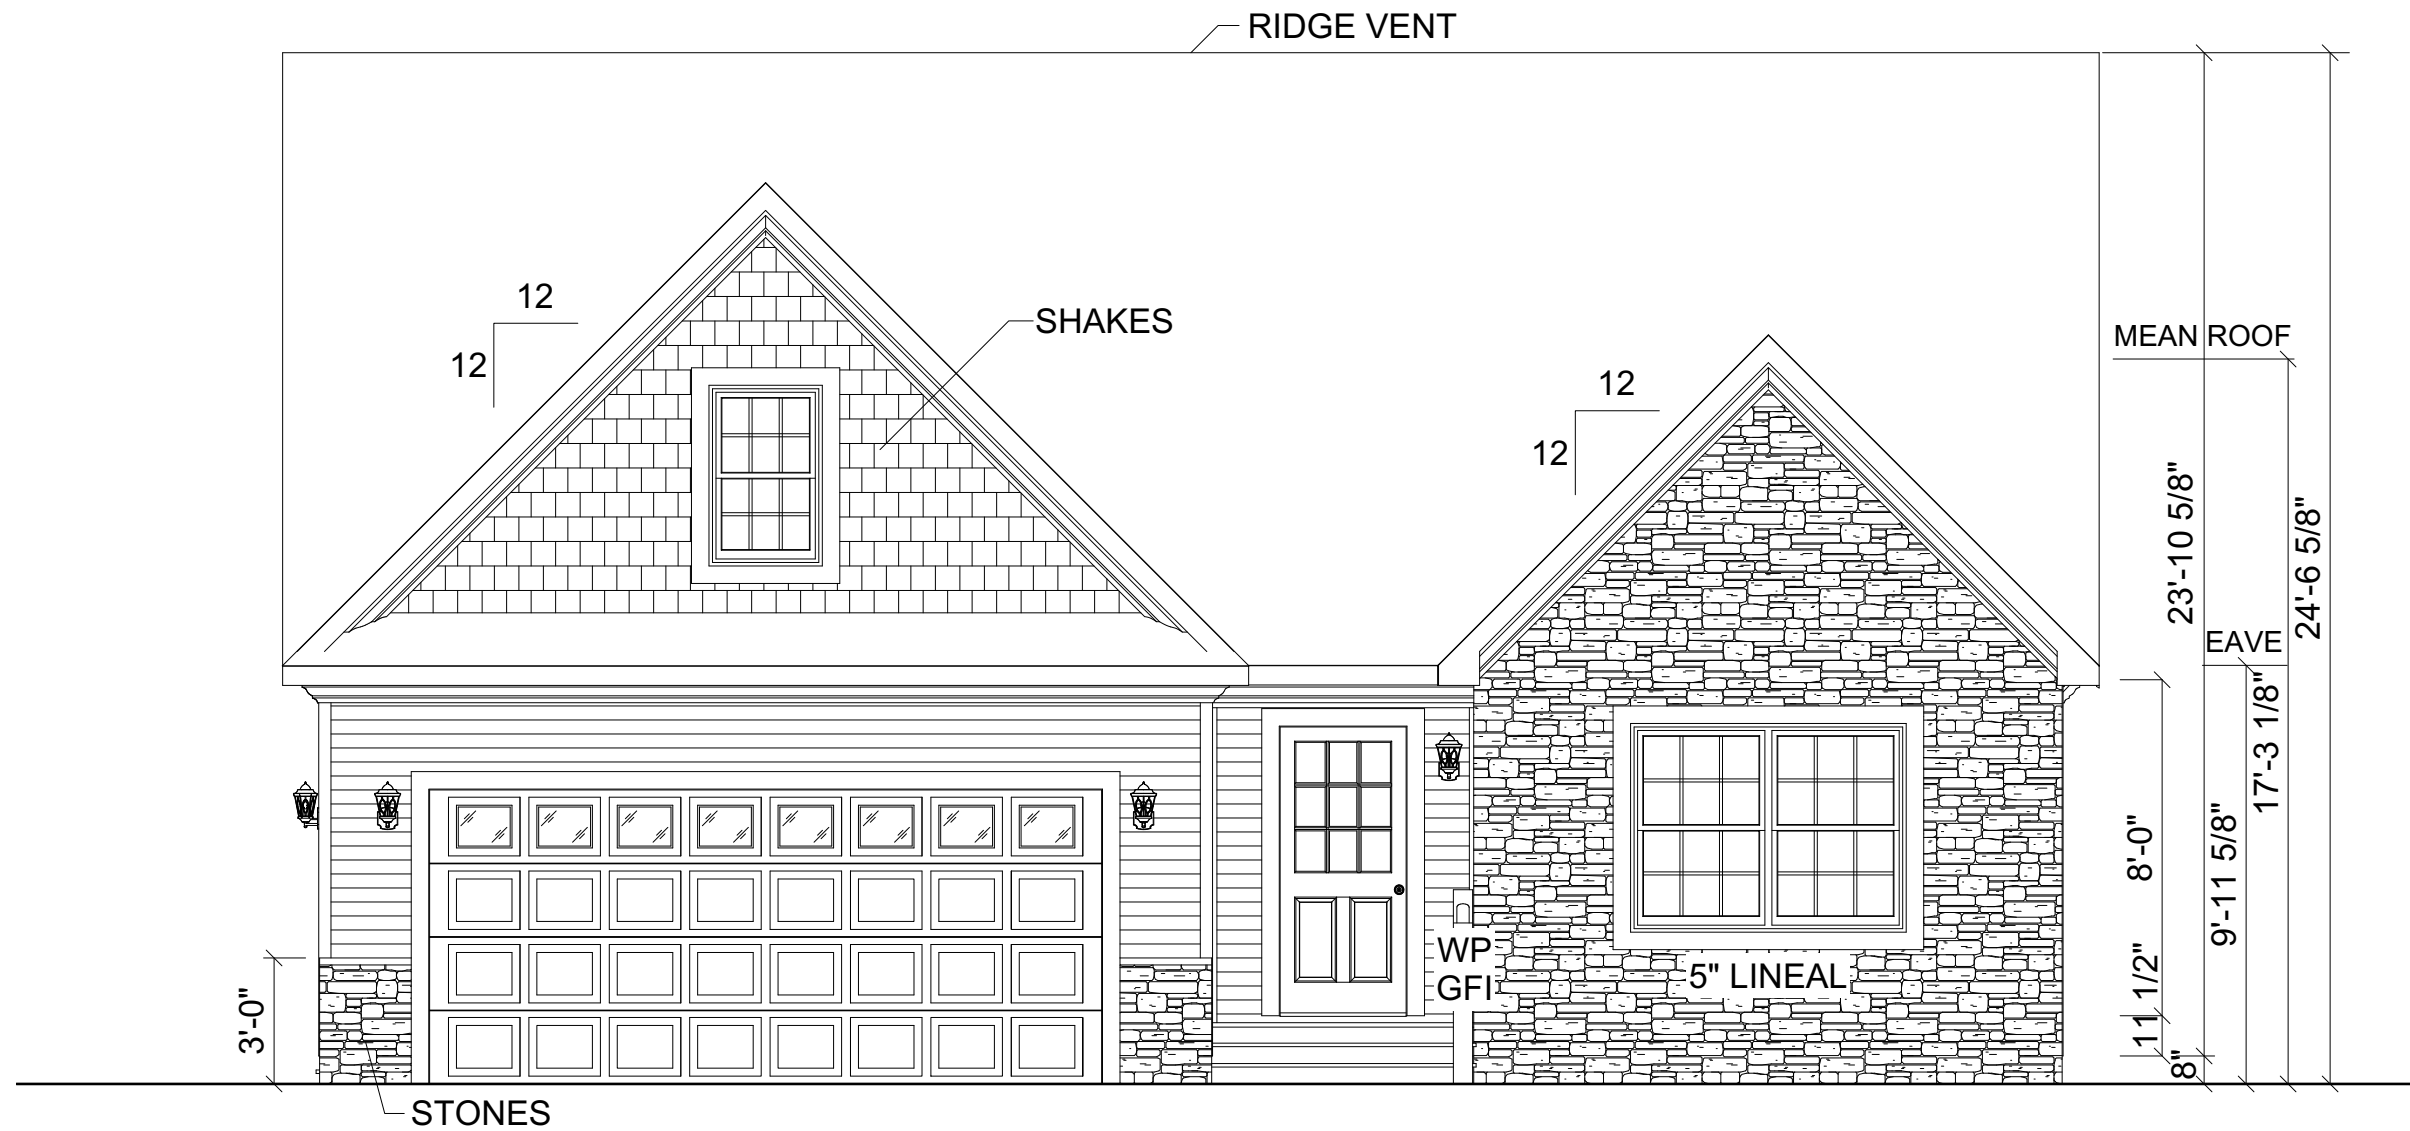 RIDGE VENT
12
12
SHAKES
MEAN ROOF
12
12
23'-10 5/8"
24'-6 5/8"
EAVE
17'-3 1/8"
8'-0"
9'-11 5/8"
WP
GFI
5" LINEAL
11 1/2"
3'-0"
8"
STONES